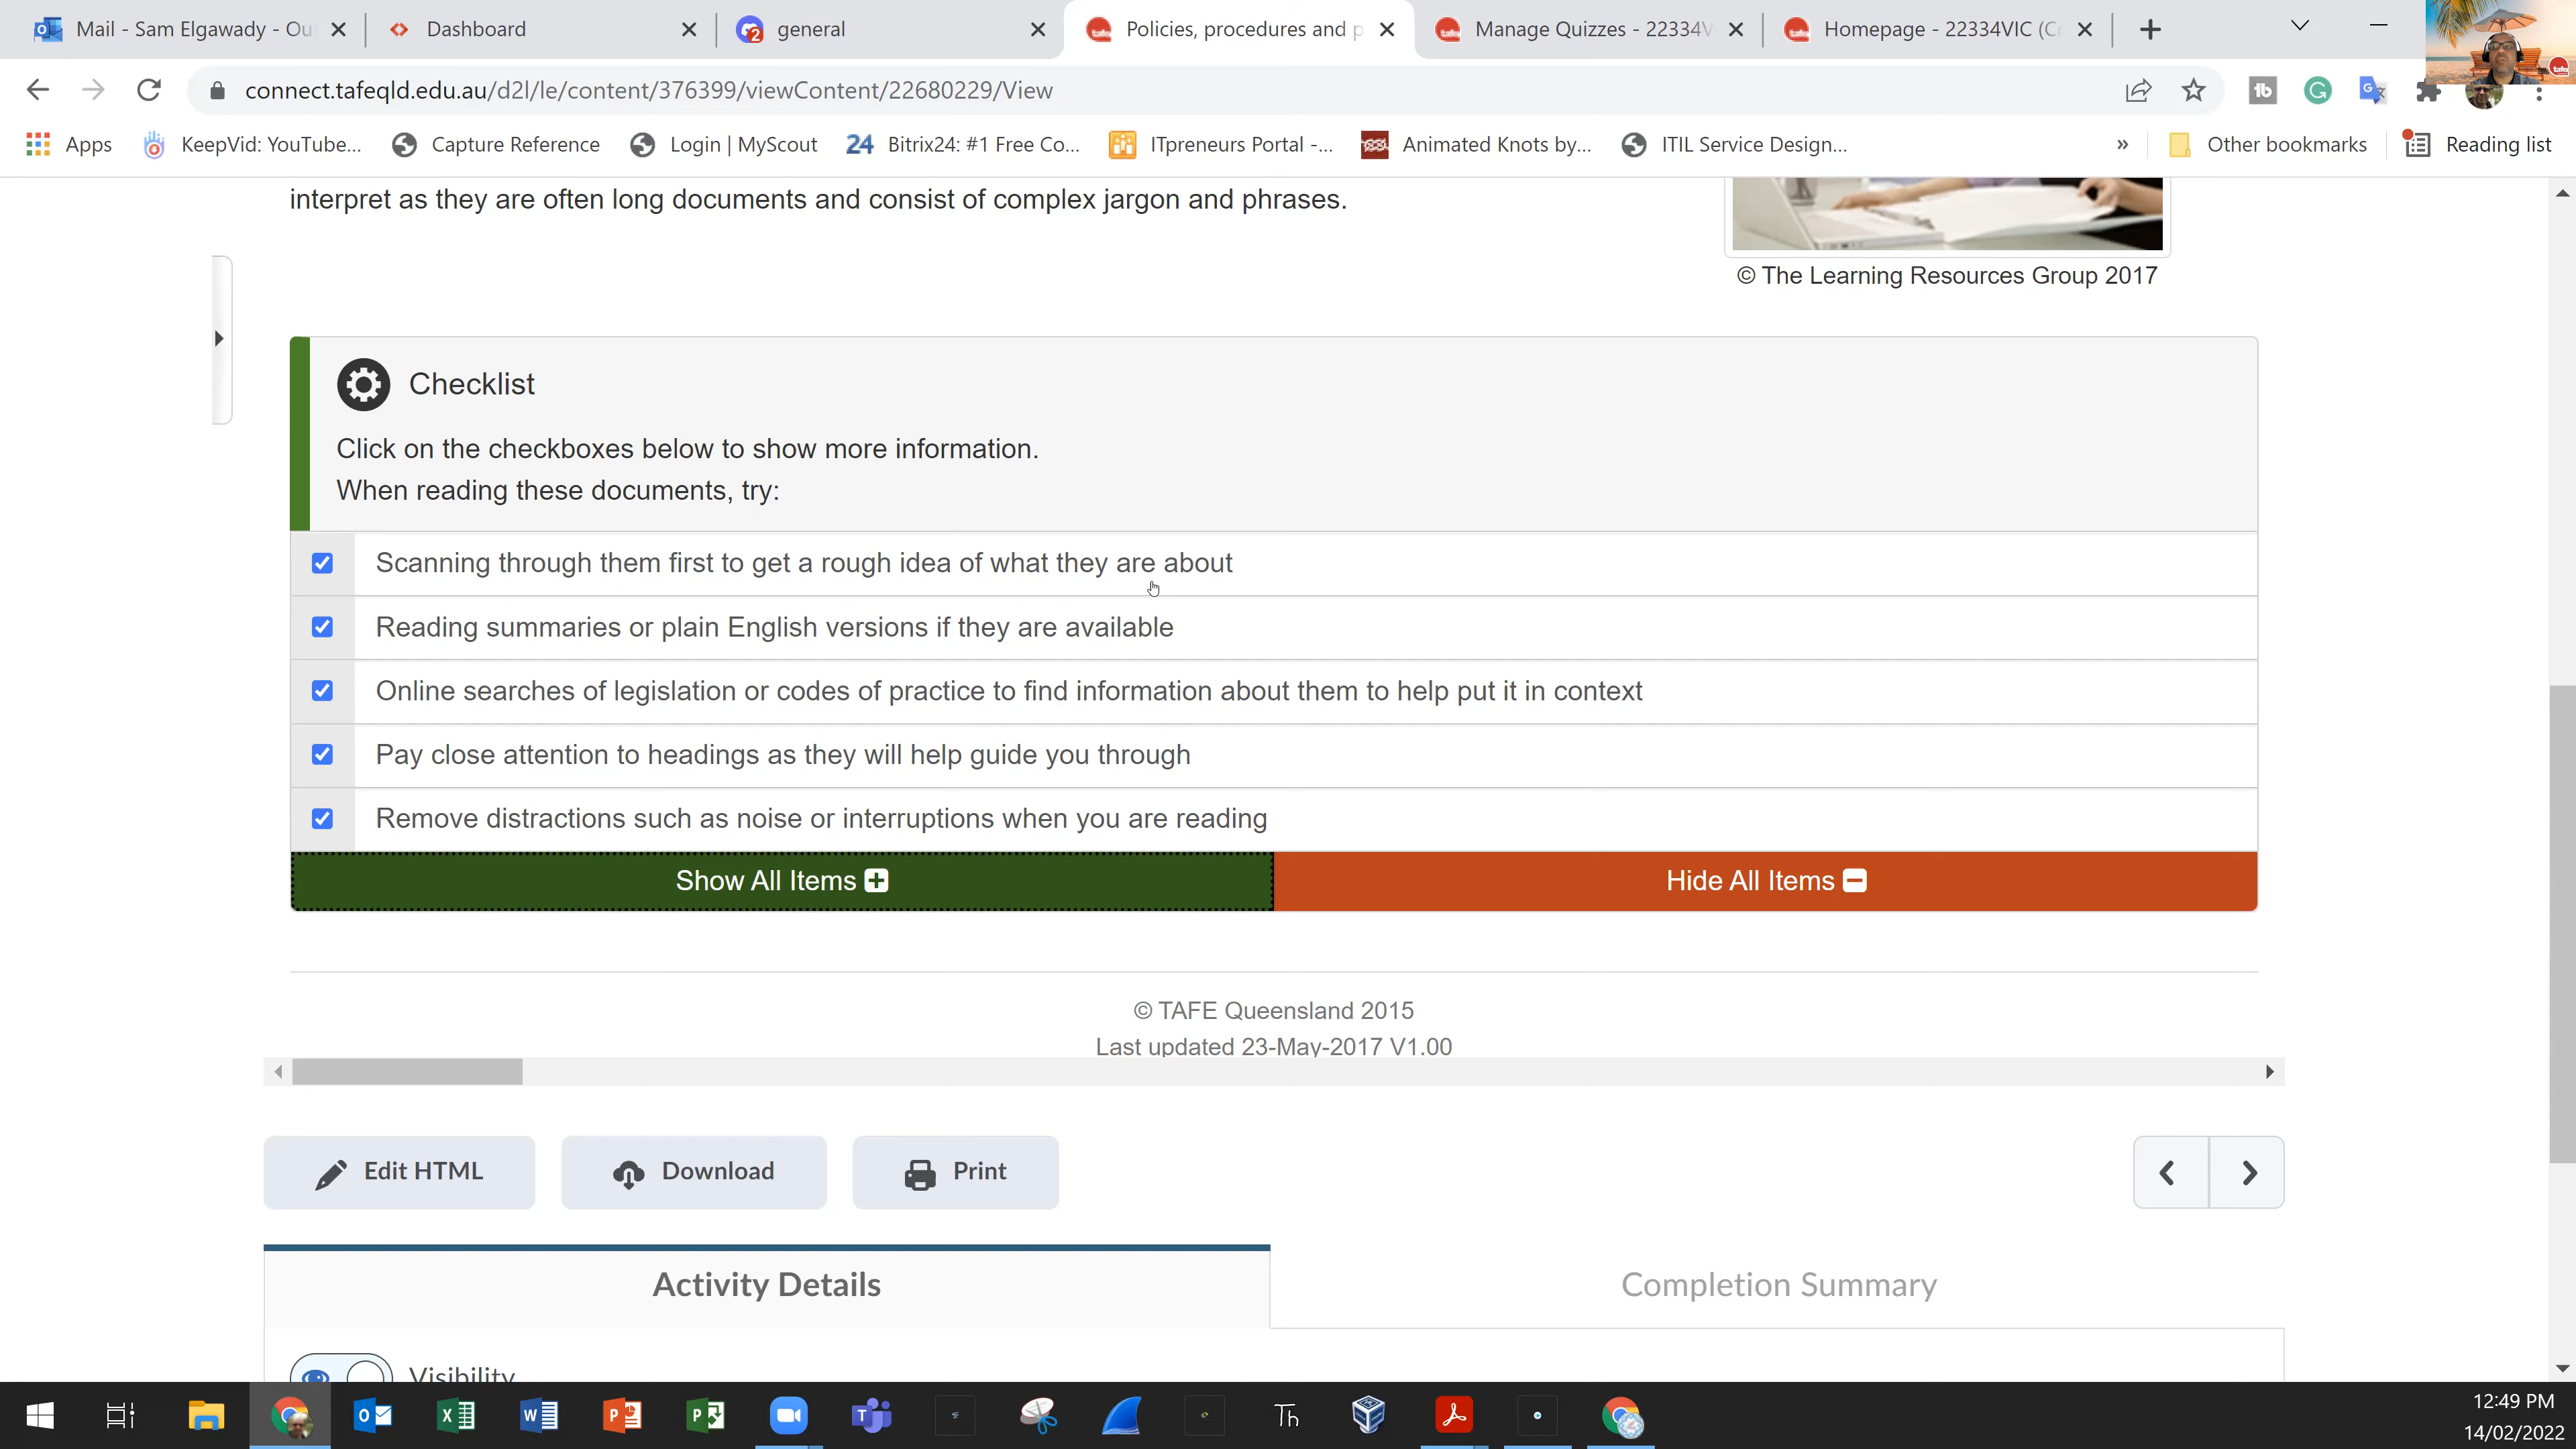 Mail - Sam Elgawady - Ou
Dashboard
general
Policies, procedures and p
Manage Quizzes - 22334V
Homepage - 22334VIC (Ce
connect.tafeqld.edu.au/d2l/le/content/376399/viewContent/22680229/View
Apps
KeepVid: YouTube...
Capture Reference
Login | MyScout
24 Bitrix24: #1 Free Co...
ITpreneurs Portal -...
Animated Knots by...
ITIL Service Design...
»
Other bookmarks
Reading list
interpret as they are often long documents and consist of complex jargon and phrases.
© The Learning Resources Group 2017
Checklist
Click on the checkboxes below to show more information.
When reading these documents, try:
Scanning through them first to get a rough idea of what they are about
Reading summaries or plain English versions if they are available
Online searches of legislation or codes of practice to find information about them to help put it in context
Pay close attention to headings as they will help guide you through
Remove distractions such as noise or interruptions when you are reading
Show All Items
Hide All Items
© TAFE Queensland 2015
Last updated 23-May-2017 V1.00
Edit HTML
Download
Print
Activity Details
Completion Summary
Visibility
Th
12:49 PM
14/02/2022